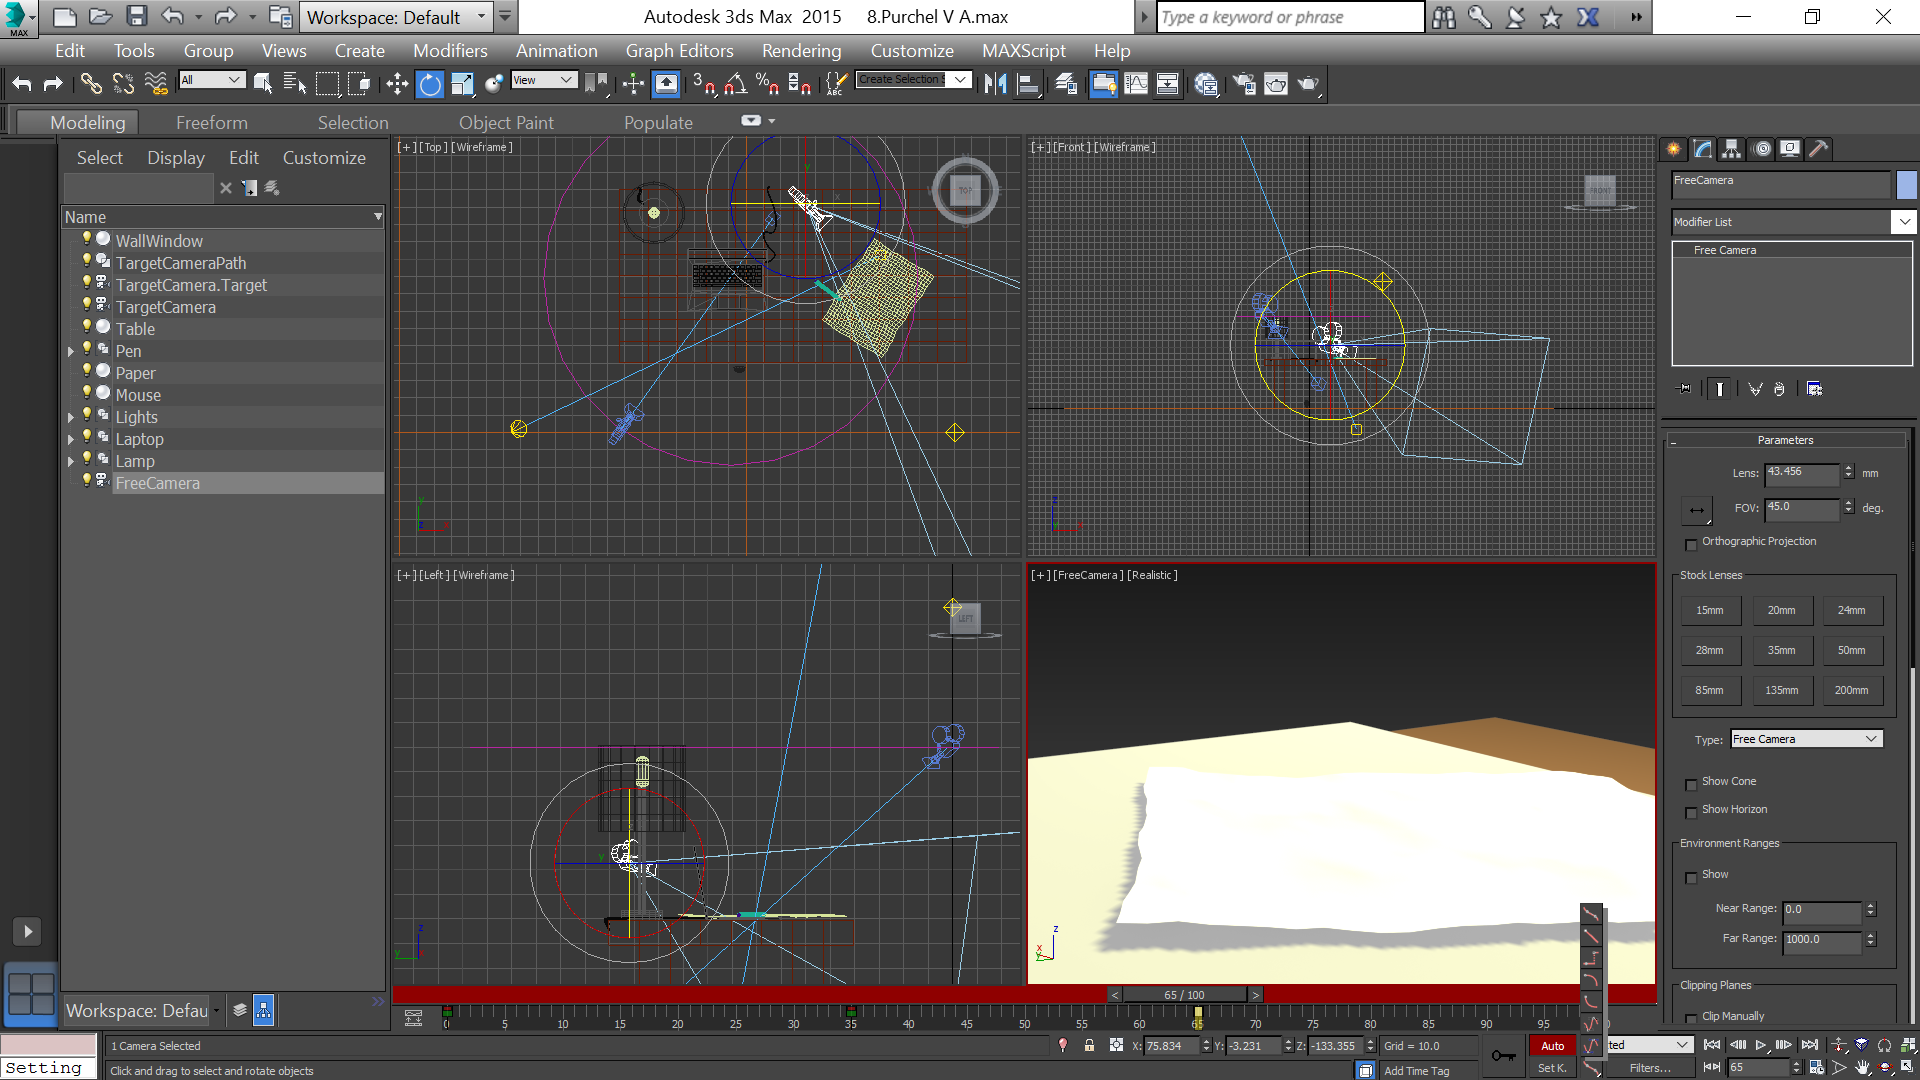 MAX
Workspace: Default
Autodesk 3ds Max 2015 8.Purchel V A.max
Type a keyword or phrase
Edit Tools Group Views Create Modifiers Animation Graph Editors Rendering Customize MAXScript Help
All
View
3
Create Selection S
ABC
Modeling Freeform Selection Object Paint Populate
Select Display Edit Customize
Name
WallWindow
TargetCameraPath
TargetCamera.Target
TargetCamera
Table
Pen
Paper
Mouse
Lights
Laptop
Lamp
FreeCamera
Workspace: Defau
[+][Top][Wireframe]
TOP
[+][Front][Wireframe]
FRONT
[+][Left][Wireframe]
LEFT
[+][FreeCamera][Realistic]
FreeCamera
Modifier List
Free Camera
Parameters
Lens: 43.456 mm
FOV: 45.0 deg.
Orthographic Projection
Stock Lenses
15mm 20mm 24mm
28mm 35mm 50mm
85mm 135mm 200mm
Type: Free Camera
Show Cone
Show Horizon
Environment Ranges
Show
Near Range: 0.0
Far Range: 1000.0
Clipping Planes
Clip Manually
< 65 / 100 >
0 5 10 15 20 25 30 35 40 45 50 55 60 65 70 75 80 85 90 95
1 Camera Selected
X: 75.834 Y: -3.231 Z: -133.355 Grid = 10.0
Auto
ted
Setting
Click and drag to select and rotate objects
Add Time Tag
Set K.
Filters...
65